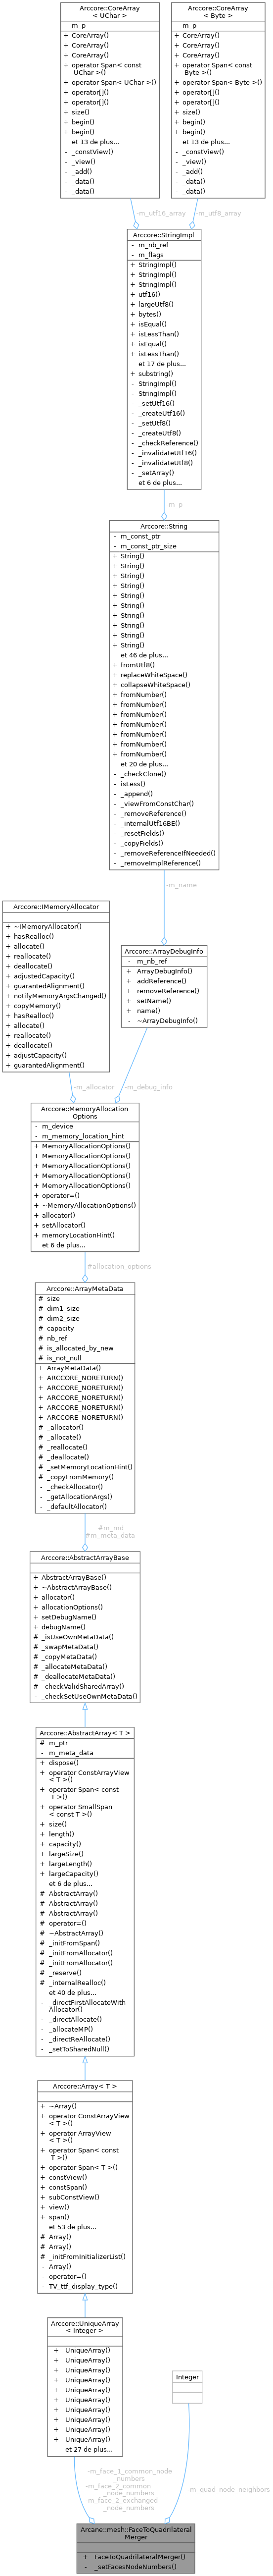 Arccore::CoreArray
< UChar >
- m_p
+ CoreArray()
+ CoreArray()
+ CoreArray()
+ operator Span< const
UChar >()
+ operator Span< UChar >()
+ operator[]()
+ operator[]()
+ size()
+ begin()
+ begin()
et 13 de plus...
- _constView()
- _view()
- _add()
- _data()
- _data()
Arccore::CoreArray
< Byte >
- m_p
+ CoreArray()
+ CoreArray()
+ CoreArray()
+ operator Span< const
Byte >()
+ operator Span< Byte >()
+ operator[]()
+ operator[]()
+ size()
+ begin()
+ begin()
et 13 de plus...
- _constView()
- _view()
- _add()
- _data()
- _data()
-m_utf16_array
-m_utf8_array
Arccore::StringImpl
- m_nb_ref
- m_flags
+ StringImpl()
+ StringImpl()
+ StringImpl()
+ utf16()
+ largeUtf8()
+ bytes()
+ isEqual()
+ isLessThan()
+ isEqual()
+ isLessThan()
et 17 de plus...
+ substring()
- StringImpl()
- StringImpl()
- _setUtf16()
- _createUtf16()
- _setUtf8()
- _createUtf8()
- _checkReference()
- _invalidateUtf16()
- _invalidateUtf8()
- _setArray()
et 6 de plus...
-m_p
Arccore::String
- m_const_ptr
- m_const_ptr_size
+ String()
+ String()
+ String()
+ String()
+ String()
+ String()
+ String()
+ String()
+ String()
+ String()
et 46 de plus...
+ fromUtf8()
+ replaceWhiteSpace()
+ collapseWhiteSpace()
+ fromNumber()
+ fromNumber()
+ fromNumber()
+ fromNumber()
+ fromNumber()
+ fromNumber()
+ fromNumber()
et 20 de plus...
- _checkClone()
- isLess()
- _append()
- _viewFromConstChar()
- _removeReference()
- _internalUtf16BE()
- _resetFields()
- _copyFields()
- _removeReferenceIfNeeded()
- _removeImplReference()
-m_name
Arccore::IMemoryAllocator
+ ~IMemoryAllocator()
+ hasRealloc()
+ allocate()
+ reallocate()
+ deallocate()
+ adjustedCapacity()
+ guarantedAlignment()
+ notifyMemoryArgsChanged()
+ copyMemory()
+ hasRealloc()
+ allocate()
+ reallocate()
+ deallocate()
+ adjustCapacity()
+ guarantedAlignment()
Arccore::ArrayDebugInfo
- m_nb_ref
+ ArrayDebugInfo()
+ addReference()
+ removeReference()
+ setName()
+ name()
- ~ArrayDebugInfo()
-m_allocator
-m_debug_info
Arccore::MemoryAllocation
Options
- m_device
- m_memory_location_hint
+ MemoryAllocationOptions()
+ MemoryAllocationOptions()
+ MemoryAllocationOptions()
+ MemoryAllocationOptions()
+ MemoryAllocationOptions()
+ operator=()
+ ~MemoryAllocationOptions()
+ allocator()
+ setAllocator()
+ memoryLocationHint()
et 6 de plus...
#allocation_options
Arccore::ArrayMetaData
# size
# dim1_size
# dim2_size
# capacity
# nb_ref
# is_allocated_by_new
# is_not_null
+ ArrayMetaData()
+ ARCCORE_NORETURN()
+ ARCCORE_NORETURN()
+ ARCCORE_NORETURN()
+ ARCCORE_NORETURN()
+ ARCCORE_NORETURN()
# _allocator()
# _allocate()
# _reallocate()
# _deallocate()
# _setMemoryLocationHint()
# _copyFromMemory()
- _checkAllocator()
- _getAllocationArgs()
- _defaultAllocator()
#m_md
#m_meta_data
Arccore::AbstractArrayBase
+ AbstractArrayBase()
+ ~AbstractArrayBase()
+ allocator()
+ allocationOptions()
+ setDebugName()
+ debugName()
# _isUseOwnMetaData()
# _swapMetaData()
# _copyMetaData()
# _allocateMetaData()
# _deallocateMetaData()
# _checkValidSharedArray()
- _checkSetUseOwnMetaData()
Arccore::AbstractArray< T >
# m_ptr
- m_meta_data
+ dispose()
+ operator ConstArrayView
< T >()
+ operator Span< const
T >()
+ operator SmallSpan
< const T >()
+ size()
+ length()
+ capacity()
+ largeSize()
+ largeLength()
+ largeCapacity()
et 6 de plus...
# AbstractArray()
# AbstractArray()
# AbstractArray()
# operator=()
# ~AbstractArray()
# _initFromSpan()
# _initFromAllocator()
# _initFromAllocator()
# _reserve()
# _internalRealloc()
et 40 de plus...
- _directFirstAllocateWith
Allocator()
- _directAllocate()
- _allocateMP()
- _directReAllocate()
- _setToSharedNull()
Arccore::Array< T >
+ ~Array()
+ operator ConstArrayView
< T >()
+ operator ArrayView
< T >()
+ operator Span< const
T >()
+ operator Span< T >()
+ constView()
+ constSpan()
+ subConstView()
+ view()
+ span()
et 53 de plus...
# Array()
# Array()
# _initFromInitializerList()
- Array()
- operator=()
- TV_ttf_display_type()
Arccore::UniqueArray
< Integer >
+ UniqueArray()
+ UniqueArray()
+ UniqueArray()
+ UniqueArray()
+ UniqueArray()
+ UniqueArray()
+ UniqueArray()
+ UniqueArray()
+ UniqueArray()
+ UniqueArray()
et 27 de plus...
Integer
-m_face_1_common_node
_numbers
-m_face_2_common
_node_numbers
-m_face_2_exchanged
_node_numbers
-m_quad_node_neighbors
Arcane::mesh::FaceToQuadrilateral
Merger
+ FaceToQuadrilateralMerger()
- _setFacesNodeNumbers()